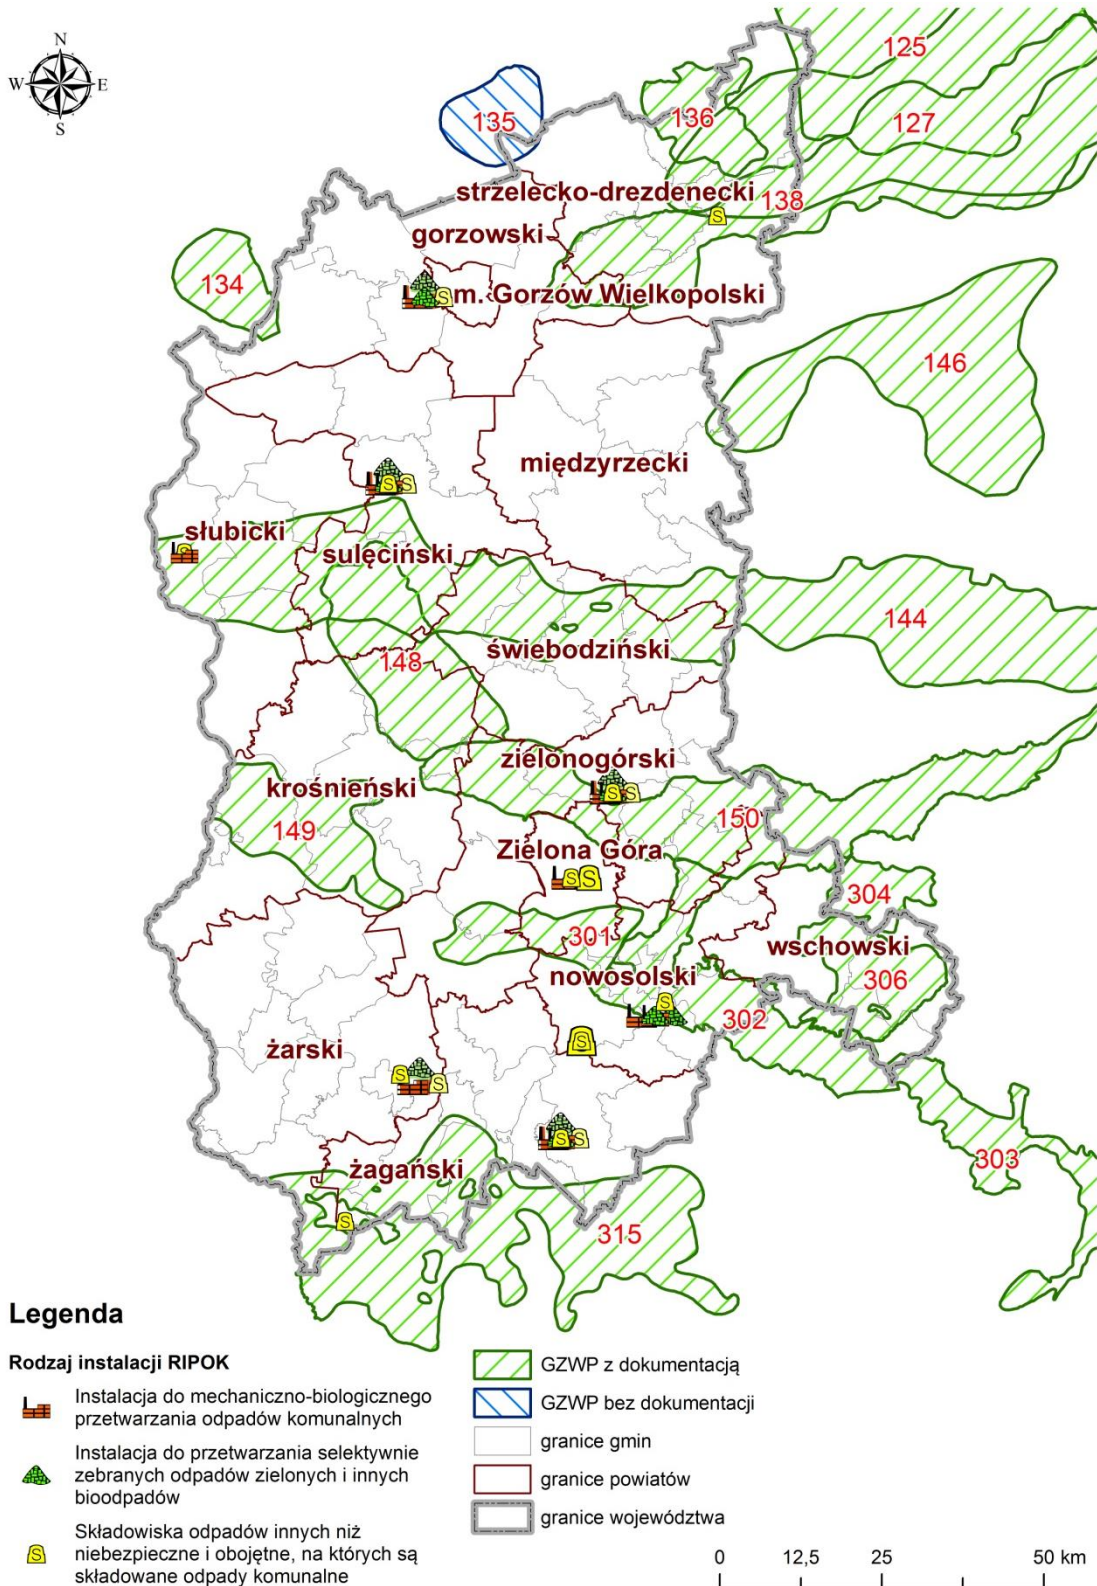 N
W E
S
125
135
136
127
strzelecko-drezdenecki
138
gorzowski
134
m. Gorzów Wielkopolski
S
S
146
międzyrzecki
S S
słubicki
S
sulęciński
144
świebodziński
148
zielonogórski
S S
krośnieński
150
149
Zielona Góra
S S
304
301
wschowski
nowosolski
306
S
302
S
żarski
S S
S S
303
żagański
S
315
Legenda
Rodzaj instalacji RIPOK
Instalacja do mechaniczno-biologicznego
przetwarzania odpadów komunalnych
Instalacja do przetwarzania selektywnie
zebranych odpadów zielonych i innych
bioodpadów
S
Składowiska odpadów innych niż
niebezpieczne i obojętne, na których są
składowane odpady komunalne
GZWP z dokumentacją
GZWP bez dokumentacji
granice gmin
granice powiatów
granice województwa
0 12,5 25 50 km